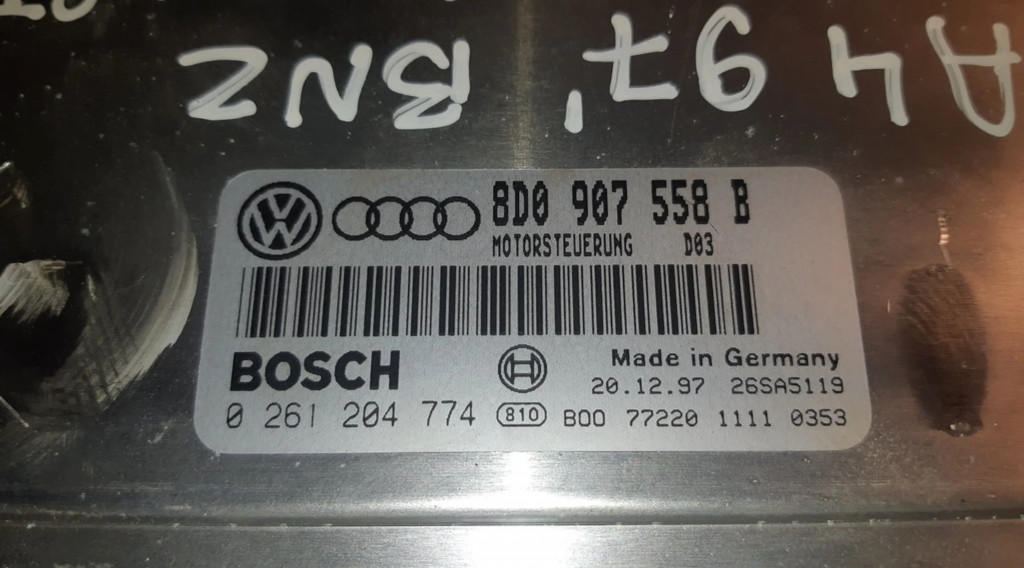 A4 97' BNZ
8D0 907 558 B
MOTORSTEUERUNG D03
BOSCH
Made in Germany
20.12.97 26SA5119
0 261 204 774 810 B00 77220 1111 0353